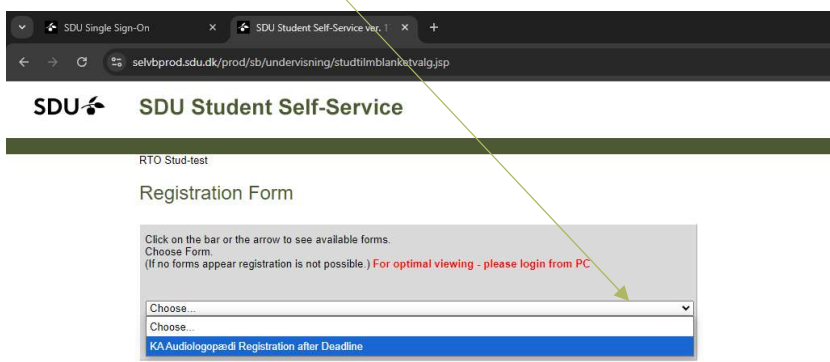 SDU Single Sign-On
SDU Student Self-Service ver. 1
selvbprod.sdu.dk/prod/sb/undervisning/studtilmblanketvalg.jsp
SDU
SDU Student Self-Service
RTO Stud-test
Registration Form
Click on the bar or the arrow to see available forms.
Choose Form.
(If no forms appear registration is not possible.) For optimal viewing - please login from PC
Choose...
Choose...
KA Audiologopædi Registration after Deadline